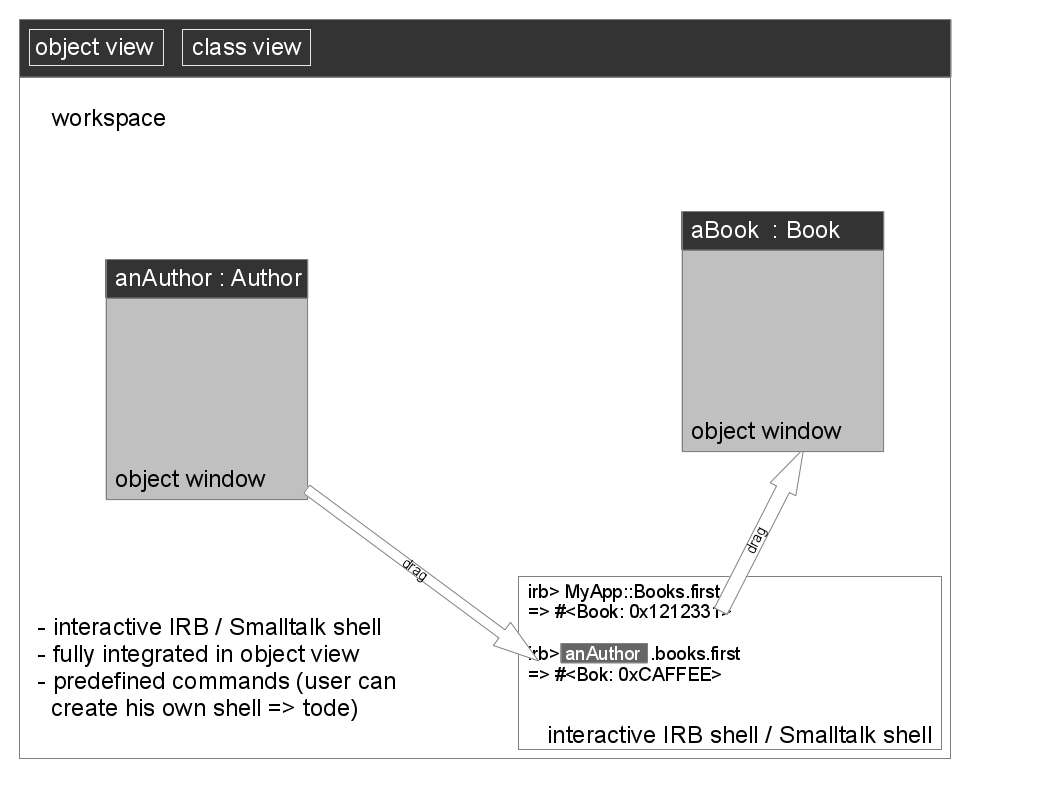 object view
class view
workspace
aBook : Book
object window
anAuthor : Author
object window
drag
drag
- interactive IRB / Smalltalk shell
- fully integrated in object view
- predefined commands (user can
create his own shell => tode)
irb> MyApp::Books.first
=> #<Book: 0x1212331>
irb> anAuthor .books.first
=> #<Bok: 0xCAFFEE>
interactive IRB shell / Smalltalk shell